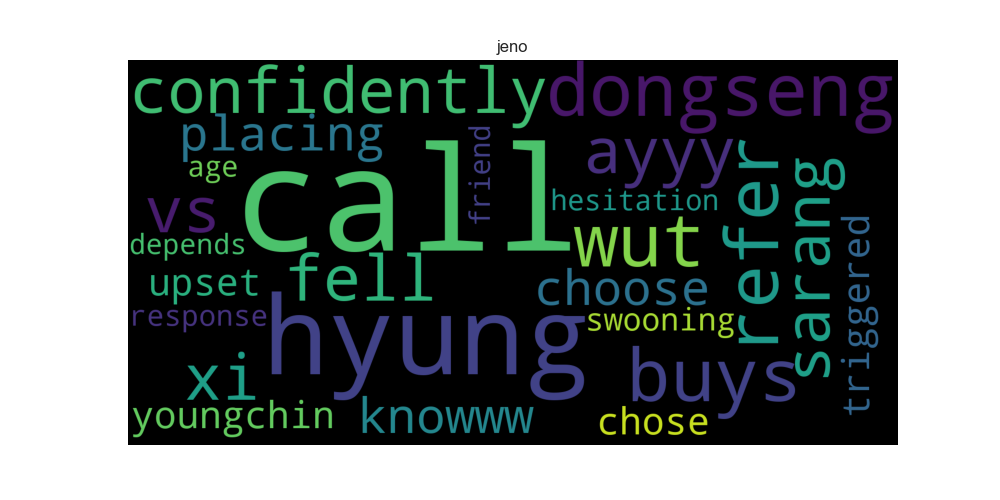 jeno
confidently dongseng
placing ayyy
age friend
call
vs hesitation refer sarang
depends wut
upset fell choose triggered
response hyung swooning
xi buys
youngchin knowww chose